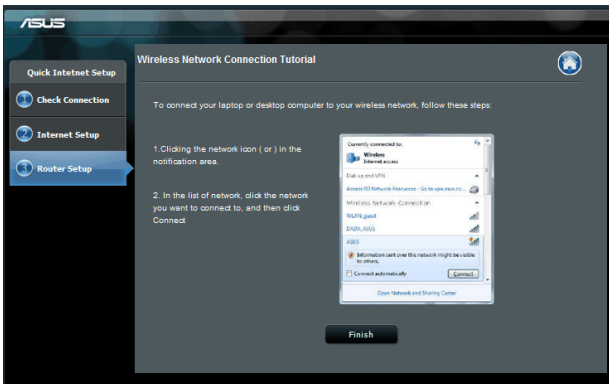 ASUS
Quick Intetnet Setup
1 Check Connection
2 Internet Setup
3 Router Setup
Wireless Network Connection Tutorial
To connect your laptop or desktop computer to your wireless network, follow these steps:
1.Clicking the network icon ( or ) in the
notification area.
2. In the list of network, click the network
you want to connect to, and then click
Connect
Currently connected to:
Wireless
Internet access
Dial-up and VPN
Wireless Network Connection
WLAN_guest
DADA_ASUS
ASUS
Information sent over this network might be visible
to others.
Connect automatically
Connect
Open Network and Sharing Center
Finish